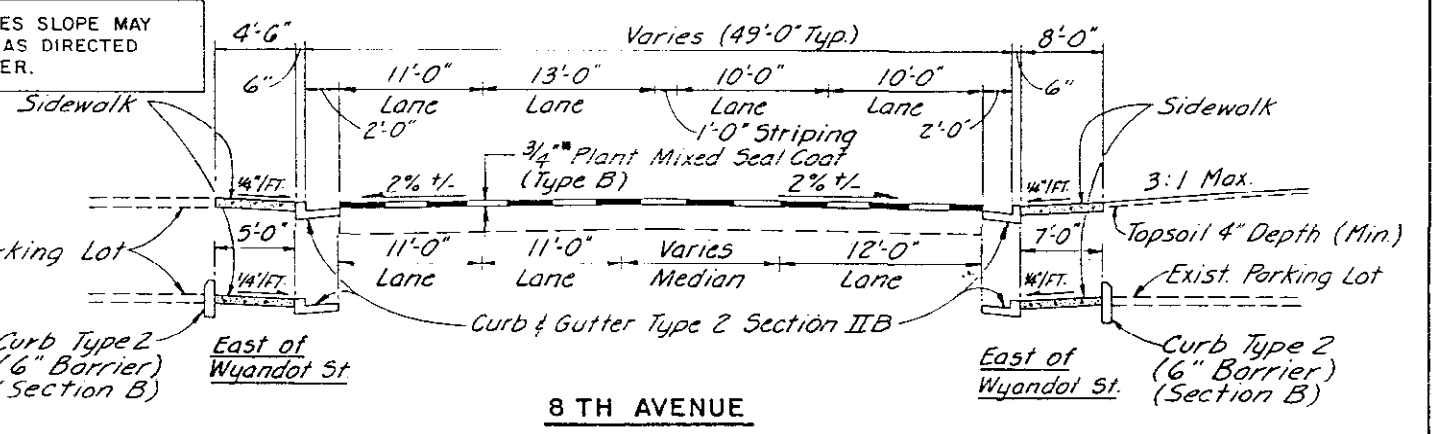 ES SLOPE MAY
AS DIRECTED
ER.
4'-6"
Varies (49'-0" Typ.)
8'-0"
6"
11'-0"
13'-0"
10'-0"
10'-0"
6"
Sidewalk
Lane
Lane
Lane
Lane
Sidewalk
2'-0"
1'-0" Striping
2'-0"
3/4"* Plant Mixed Seal Coat
(Type B)
1/4"/FT.
2% +/-
2% +/-
1/4"/FT.
3:1 Max.
5'-0"
7'-0"
Topsoil 4" Depth (Min.)
rking Lot
11'-0"
11'-0"
Varies
12'-0"
Lane
Lane
Median
Lane
Exist. Parking Lot
1/4"/FT.
1/4"/FT.
Curb & Gutter Type 2 Section IIB
Curb Type 2
(6" Barrier)
(Section B)
East of
Wyandot St.
East of
Wyandot St.
Curb Type 2
(6" Barrier)
(Section B)
8 TH AVENUE